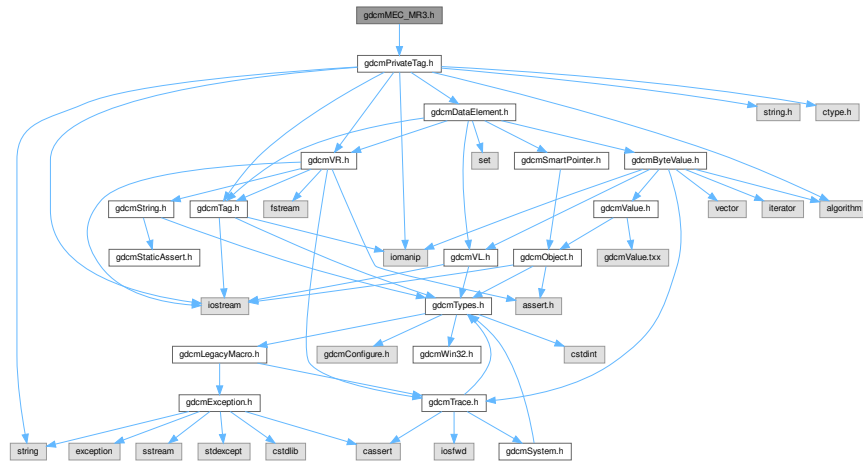 gdcmMEC_MR3.h
gdcmPrivateTag.h
gdcmDataElement.h
string.h
ctype.h
gdcmVR.h
set
gdcmSmartPointer.h
gdcmByteValue.h
gdcmString.h
gdcmTag.h
fstream
gdcmValue.h
vector
iterator
algorithm
gdcmStaticAssert.h
iomanip
gdcmVL.h
gdcmObject.h
gdcmValue.txx
iostream
gdcmTypes.h
assert.h
gdcmLegacyMacro.h
gdcmConfigure.h
gdcmWin32.h
cstdint
gdcmException.h
gdcmTrace.h
string
exception
sstream
stdexcept
cstdlib
cassert
iosfwd
gdcmSystem.h